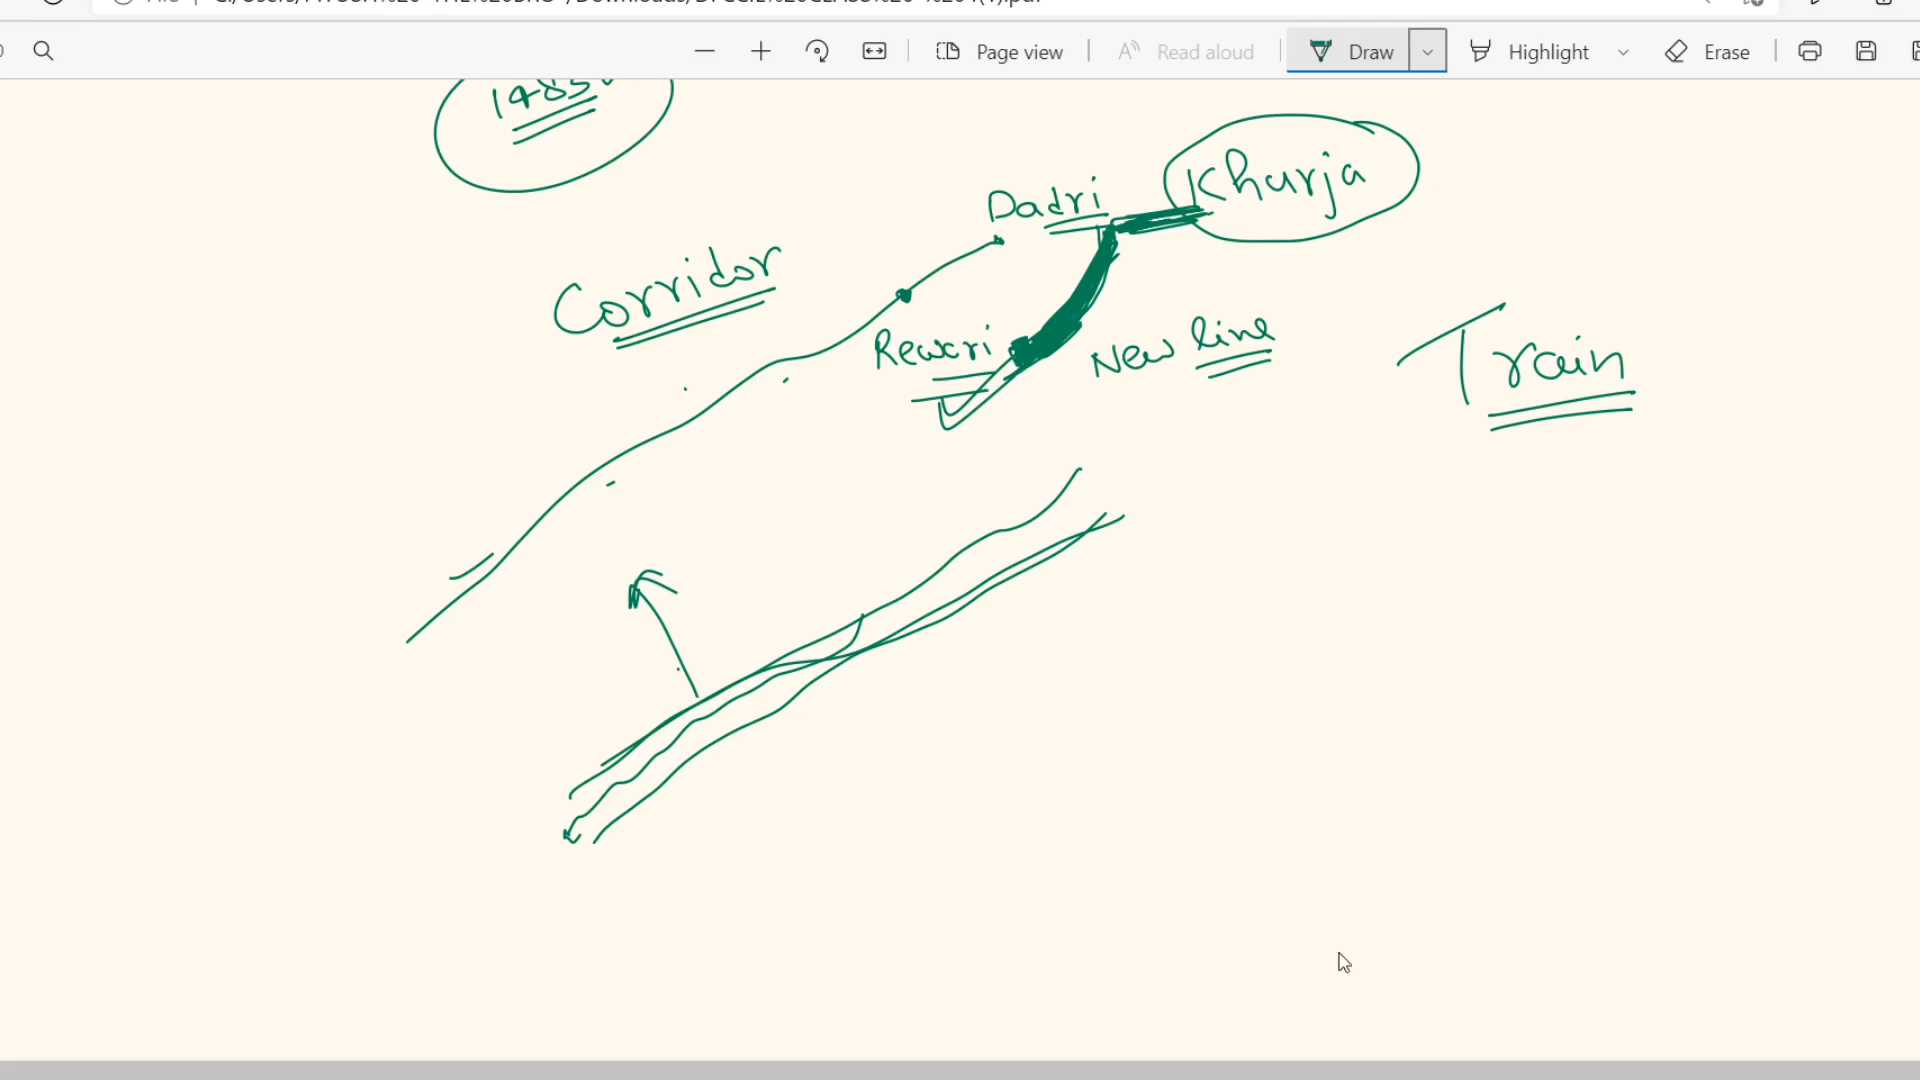 Page view
Read aloud
Draw
Highlight
Erase
Khurja
Dadri
Corridor
Rewari
New line
Train